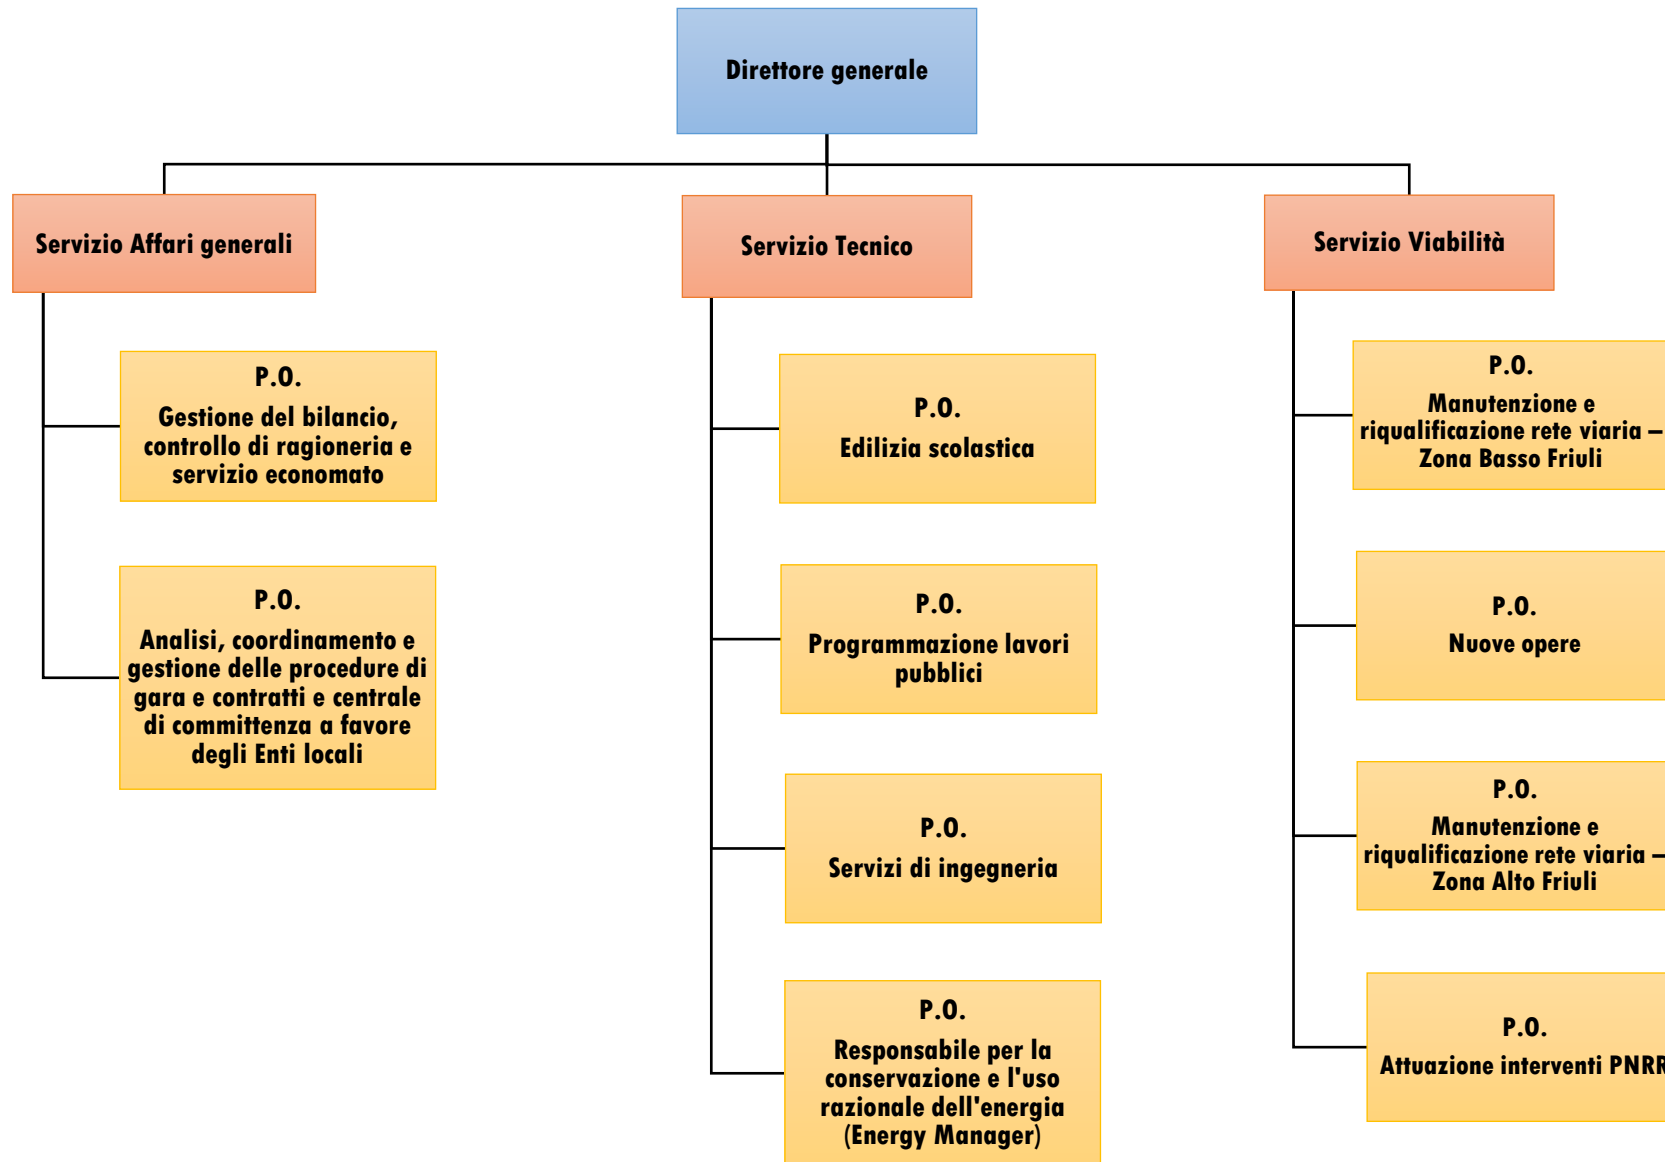 Direttore generale
Servizio Affari generali
P.O.
Gestione del bilancio,
controllo di ragioneria e
servizio economato
P.O.
Analisi, coordinamento e
gestione delle procedure di
gara e contratti e centrale
di committenza a favore
degli Enti locali
Servizio Tecnico
P.O.
Edilizia scolastica
P.O.
Programmazione lavori
pubblici
P.O.
Servizi di ingegneria
P.O.
Responsabile per la
conservazione e l'uso
razionale dell'energia
(Energy Manager)
Servizio Viabilità
P.O.
Manutenzione e
riqualificazione rete viaria –
Zona Basso Friuli
P.O.
Nuove opere
P.O.
Manutenzione e
riqualificazione rete viaria –
Zona Alto Friuli
P.O.
Attuazione interventi PNRR